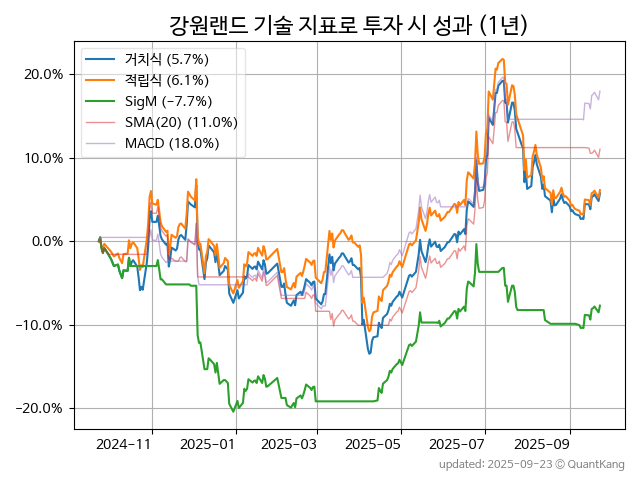 강원랜드 기술 지표로 투자 시 성과 (1년)
거치식 (5.7%)
적립식 (6.1%)
SigM (−7.7%)
SMA(20) (11.0%)
MACD (18.0%)
20.0%
10.0%
0.0%
−10.0%
−20.0%
2024−11 2025−01 2025−03 2025−05 2025−07 2025−09
updated: 2025−09−23 ⓒ QuantKang